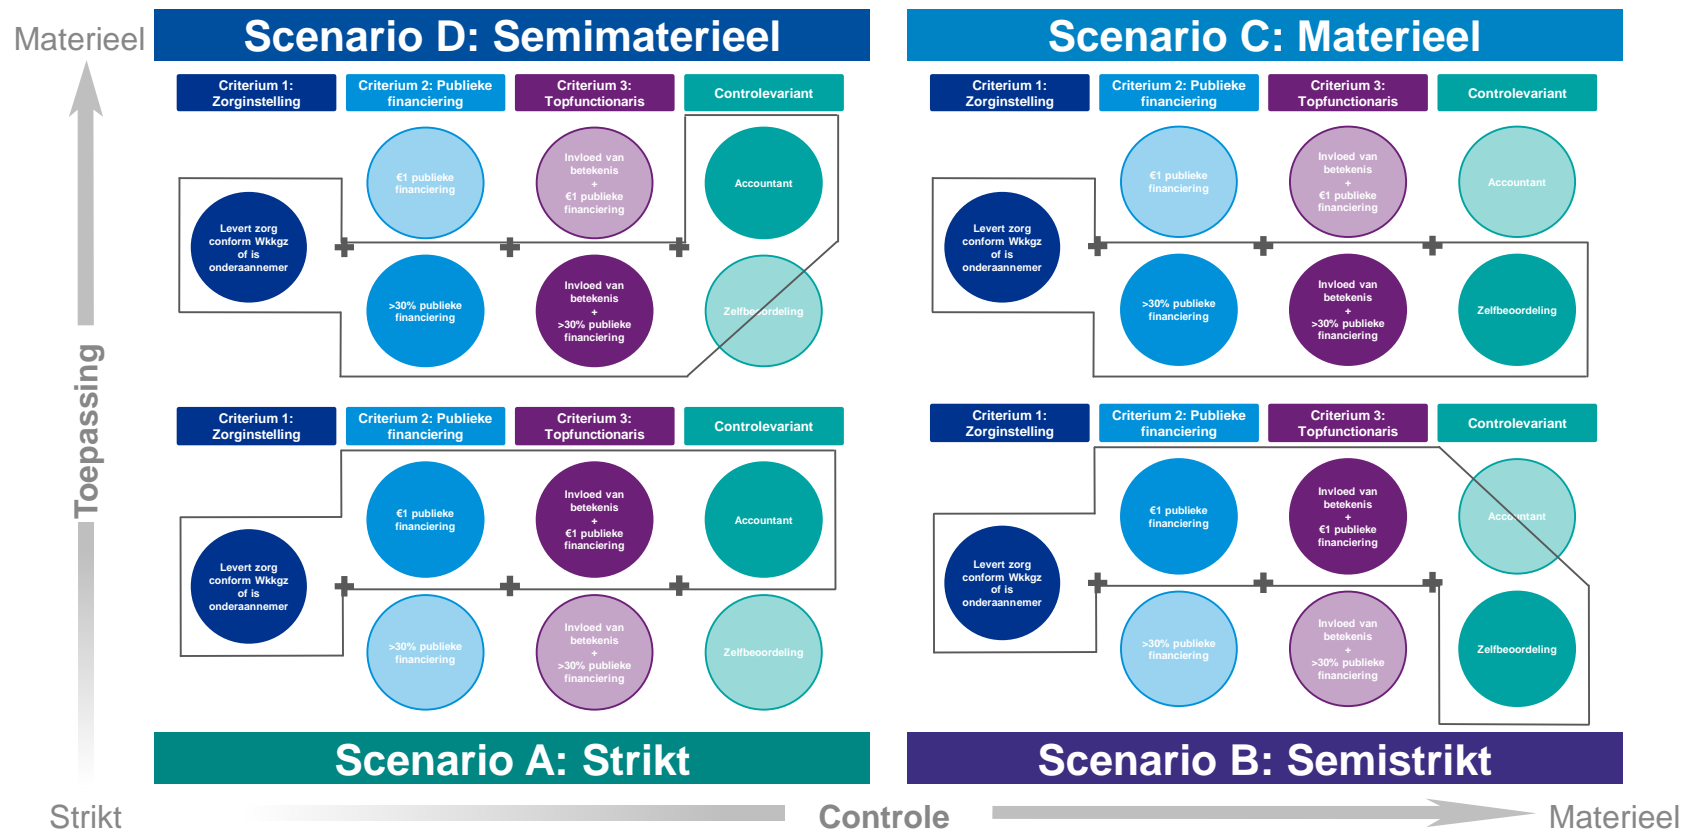 Materieel
Scenario D: Semimaterieel
Criterium 1:
Zorginstelling
Criterium 2: Publieke
financiering
Criterium 3:
Topfunctionaris
Controlevariant
Levert zorg
conform Wkkgz
of is
onderaannemer
€1 publieke
financiering
Invloed van
betekenis
+
€1 publieke
financiering
Accountant
>30% publieke
financiering
Invloed van
betekenis
+
>30% publieke
financiering
Zelfbeoordeling
Scenario C: Materieel
Criterium 1:
Zorginstelling
Criterium 2: Publieke
financiering
Criterium 3:
Topfunctionaris
Controlevariant
Levert zorg
conform Wkkgz
of is
onderaannemer
€1 publieke
financiering
Invloed van
betekenis
+
€1 publieke
financiering
Accountant
>30% publieke
financiering
Invloed van
betekenis
+
>30% publieke
financiering
Zelfbeoordeling
Toepassing
Criterium 1:
Zorginstelling
Criterium 2: Publieke
financiering
Criterium 3:
Topfunctionaris
Controlevariant
Levert zorg
conform Wkkgz
of is
onderaannemer
€1 publieke
financiering
Invloed van
betekenis
+
€1 publieke
financiering
Accountant
>30% publieke
financiering
Invloed van
betekenis
+
>30% publieke
financiering
Zelfbeoordeling
Scenario A: Strikt
Criterium 1:
Zorginstelling
Criterium 2: Publieke
financiering
Criterium 3:
Topfunctionaris
Controlevariant
Levert zorg
conform Wkkgz
of is
onderaannemer
€1 publieke
financiering
Invloed van
betekenis
+
€1 publieke
financiering
Accountant
>30% publieke
financiering
Invloed van
betekenis
+
>30% publieke
financiering
Zelfbeoordeling
Scenario B: Semistrikt
Strikt
Controle
Materieel